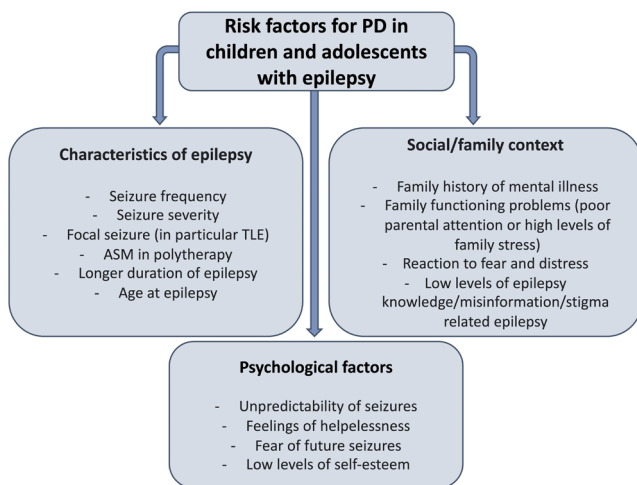 Risk factors for PD in
children and adolescents
with epilepsy
Characteristics of epilepsy
- Seizure frequency
- Seizure severity
- Focal seizure (in particular TLE)
- ASM in polytherapy
- Longer duration of epilepsy
- Age at epilepsy
Social/family context
- Family history of mental illness
- Family functioning problems (poor
parental attention or high levels of
family stress)
- Reaction to fear and distress
- Low levels of epilepsy
knowledge/misinformation/stigma
related epilepsy
Psychological factors
- Unpredictability of seizures
- Feelings of helplessness
- Fear of future seizures
- Low levels of self-esteem